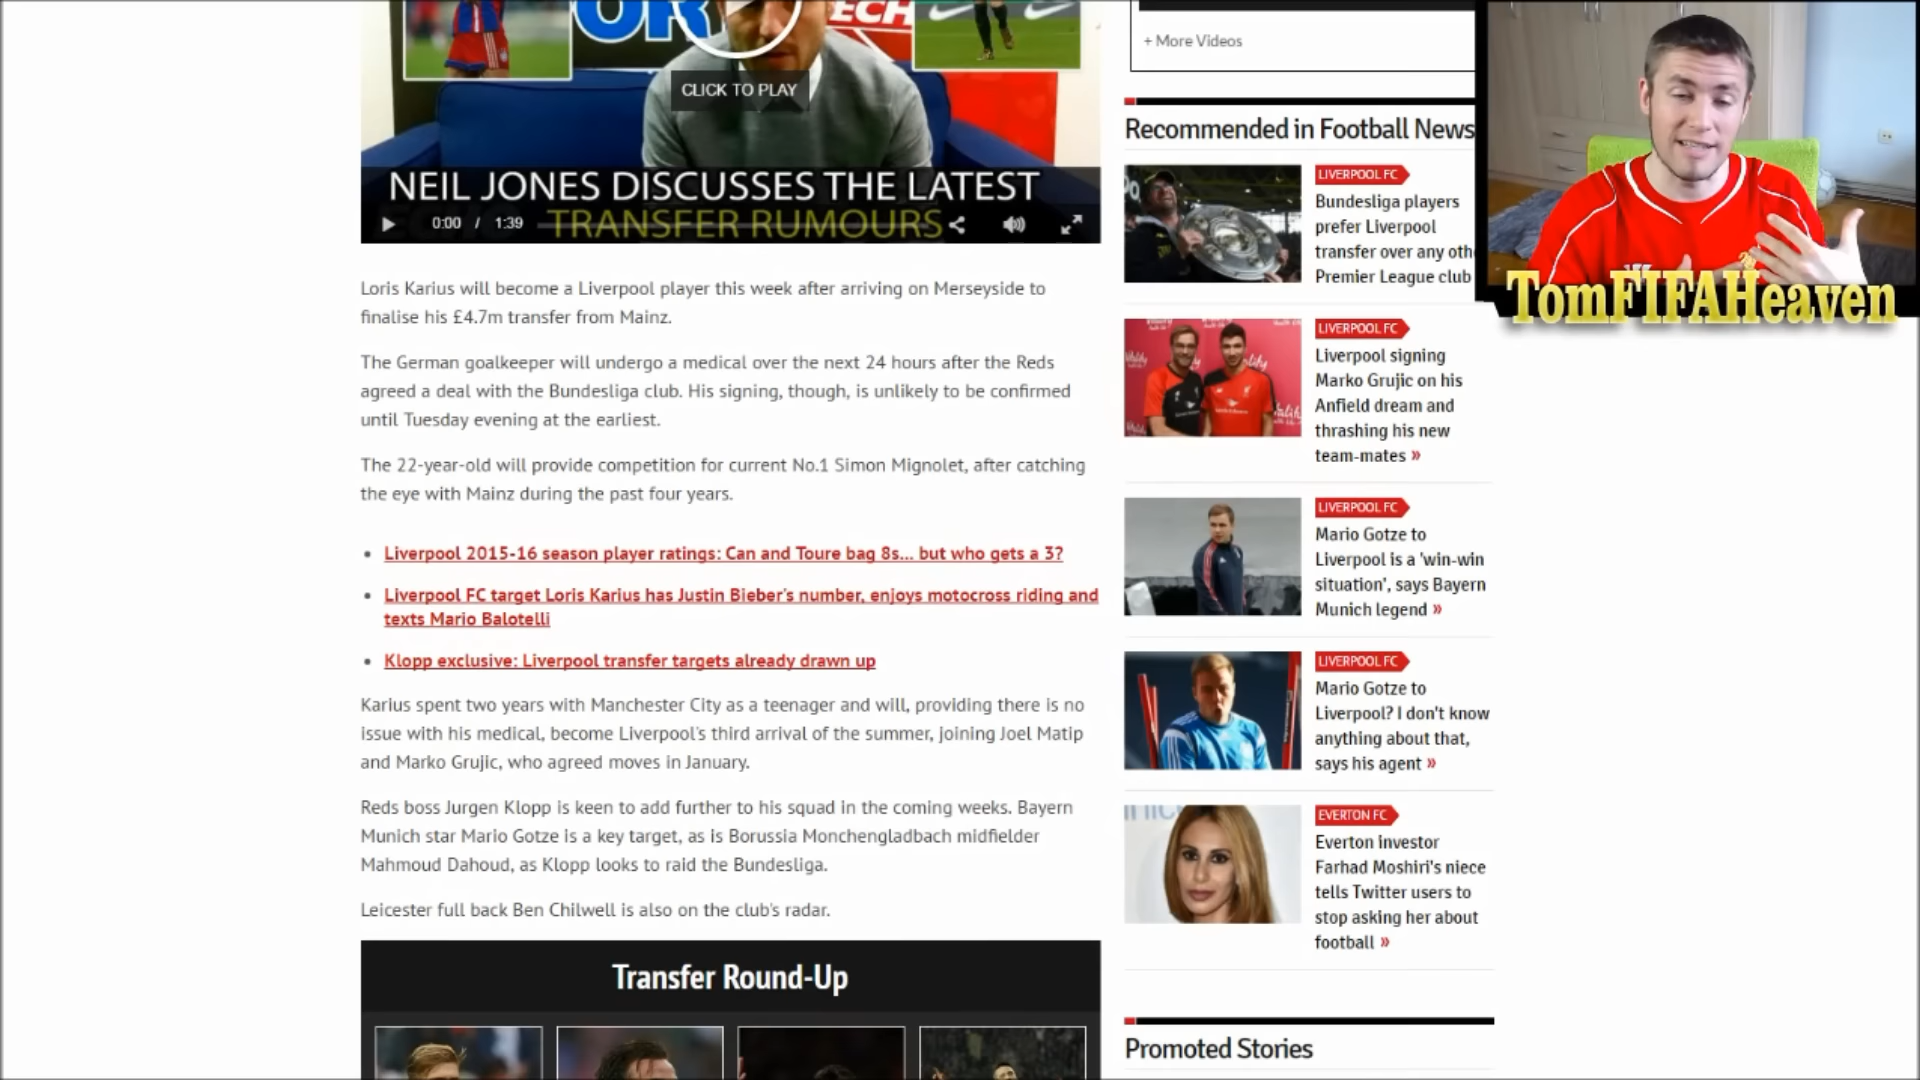 OR
ECH
CLICK TO PLAY
NEIL JONES DISCUSSES THE LATEST
TRANSFER RUMOURS
0:00 / 1:39
Loris Karius will become a Liverpool player this week after arriving on Merseyside to
finalise his £4.7m transfer from Mainz.
The German goalkeeper will undergo a medical over the next 24 hours after the Reds
agreed a deal with the Bundesliga club. His signing, though, is unlikely to be confirmed
until Tuesday evening at the earliest.
The 22-year-old will provide competition for current No.1 Simon Mignolet, after catching
the eye with Mainz during the past four years.
• Liverpool 2015-16 season player ratings: Can and Toure bag 8s... but who gets a 3?
• Liverpool FC target Loris Karius has Justin Bieber's number, enjoys motocross riding and
texts Mario Balotelli
• Klopp exclusive: Liverpool transfer targets already drawn up
Karius spent two years with Manchester City as a teenager and will, providing there is no
issue with his medical, become Liverpool's third arrival of the summer, joining Joel Matip
and Marko Grujic, who agreed moves in January.
Reds boss Jurgen Klopp is keen to add further to his squad in the coming weeks. Bayern
Munich star Mario Gotze is a key target, as is Borussia Monchengladbach midfielder
Mahmoud Dahoud, as Klopp looks to raid the Bundesliga.
Leicester full back Ben Chilwell is also on the club's radar.
Transfer Round-Up
+ More Videos
Recommended in Football News
LIVERPOOL FC
Bundesliga players
prefer Liverpool
transfer over any oth
Premier League club
LIVERPOOL FC
Liverpool signing
Marko Grujic on his
Anfield dream and
thrashing his new
team-mates »
LIVERPOOL FC
Mario Gotze to
Liverpool is a 'win-win
situation', says Bayern
Munich legend »
LIVERPOOL FC
Mario Gotze to
Liverpool? I don't know
anything about that,
says his agent »
EVERTON FC
Everton investor
Farhad Moshiri's niece
tells Twitter users to
stop asking her about
football »
Promoted Stories
TomFIFAHeaven